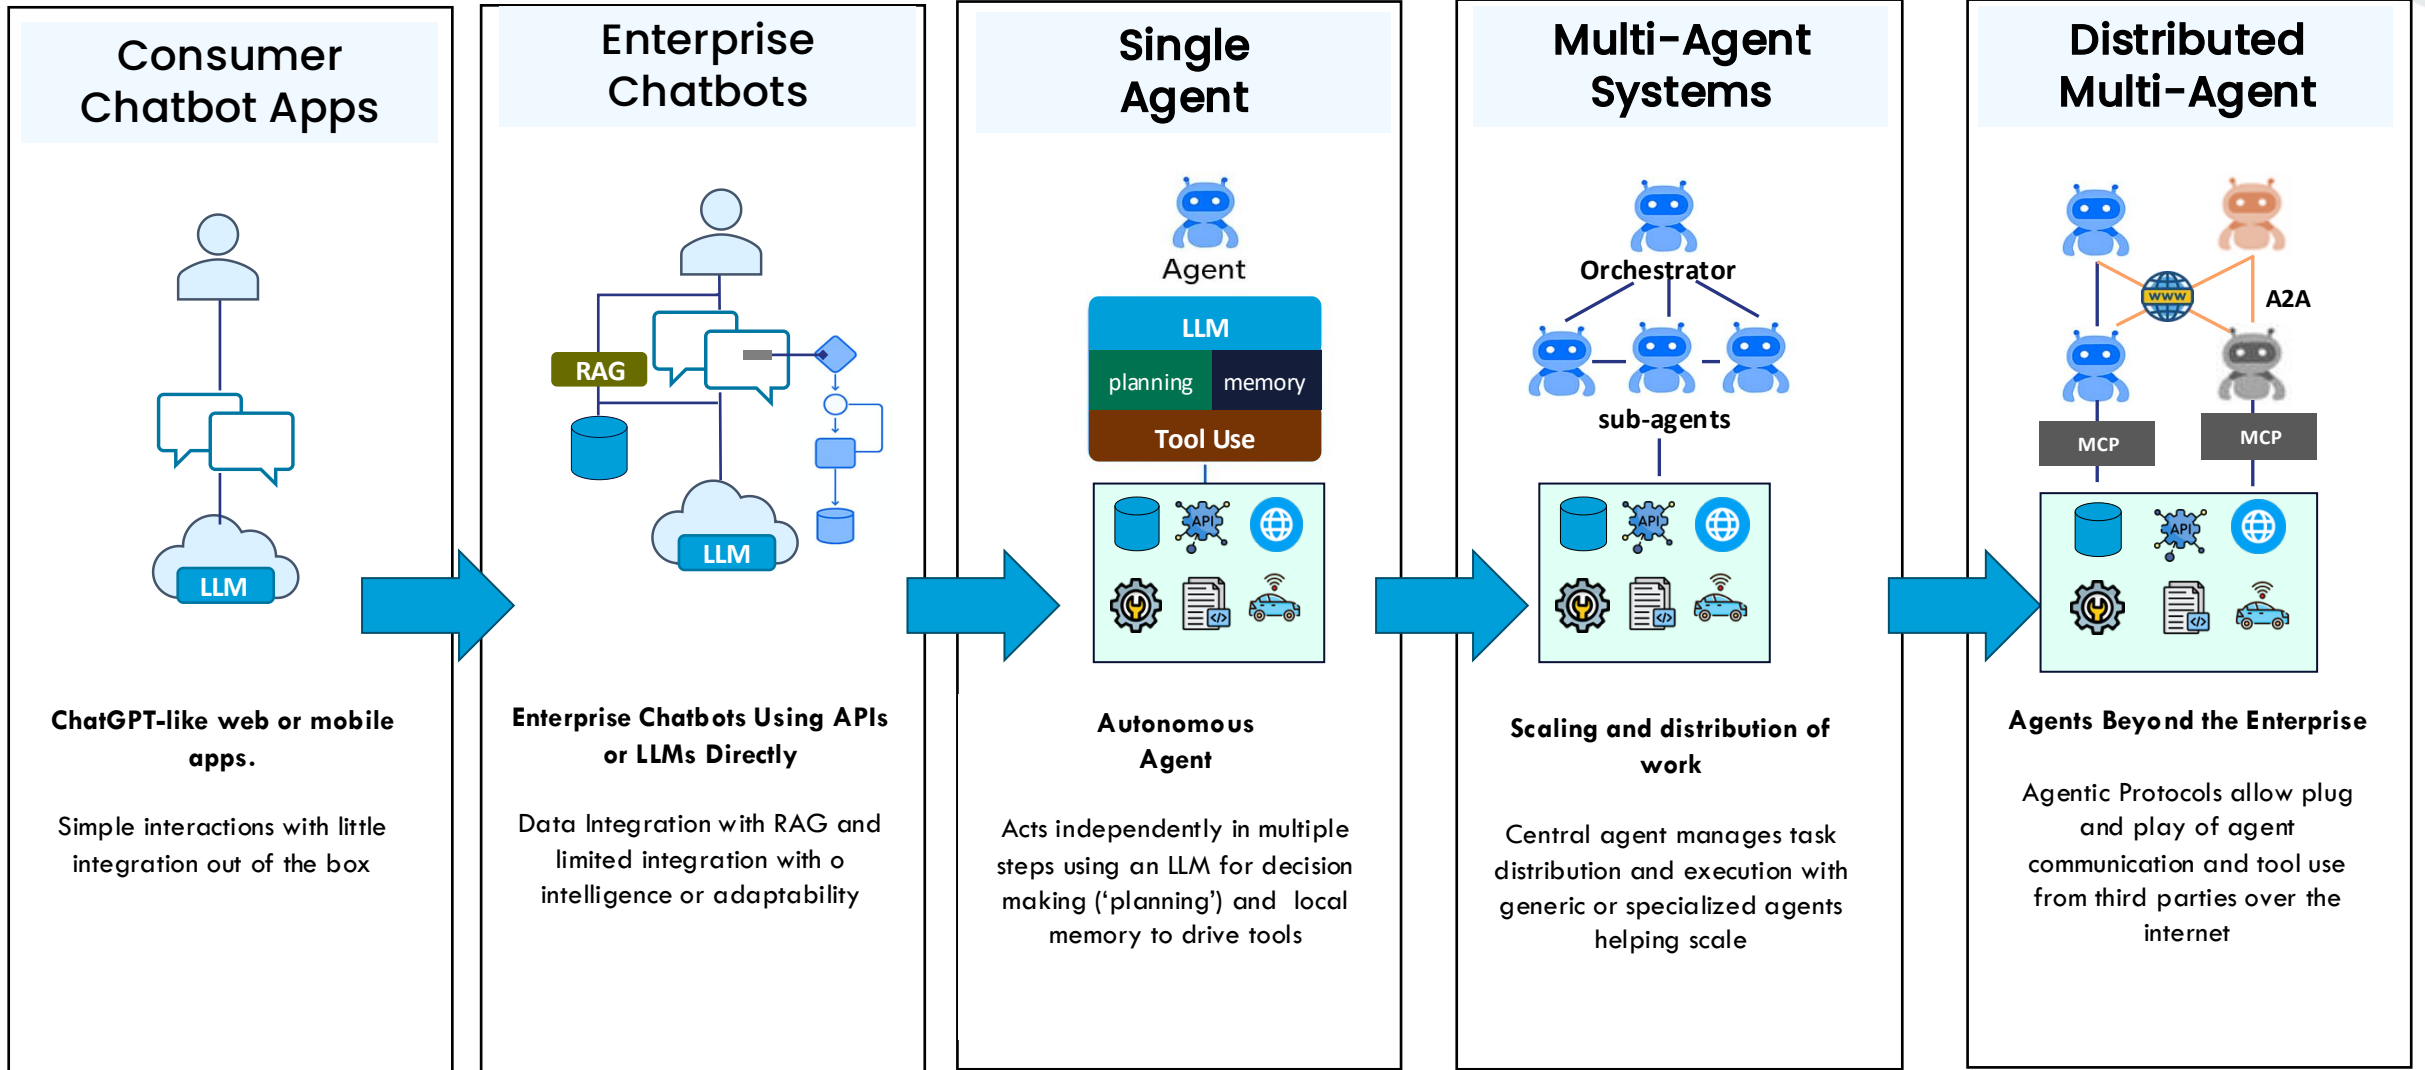 Consumer
Chatbot Apps
LLM
ChatGPT-like web or mobile
apps.
Simple interactions with little
integration out of the box
Enterprise
Chatbots
RAG
LLM
Enterprise Chatbots Using APIs
or LLMs Directly
Data Integration with RAG and
limited integration with o
intelligence or adaptability
Single
Agent
Agent
LLM
planning memory
Tool Use
API
Autonomous
Agent
Acts independently in multiple
steps using an LLM for decision
making (‘planning’) and local
memory to drive tools
Multi-Agent
Systems
Orchestrator
sub-agents
API
Scaling and distribution of
work
Central agent manages task
distribution and execution with
generic or specialized agents
helping scale
Distributed
Multi-Agent
www
A2A
MCP
MCP
API
Agents Beyond the Enterprise
Agentic Protocols allow plug
and play of agent
communication and tool use
from third parties over the
internet